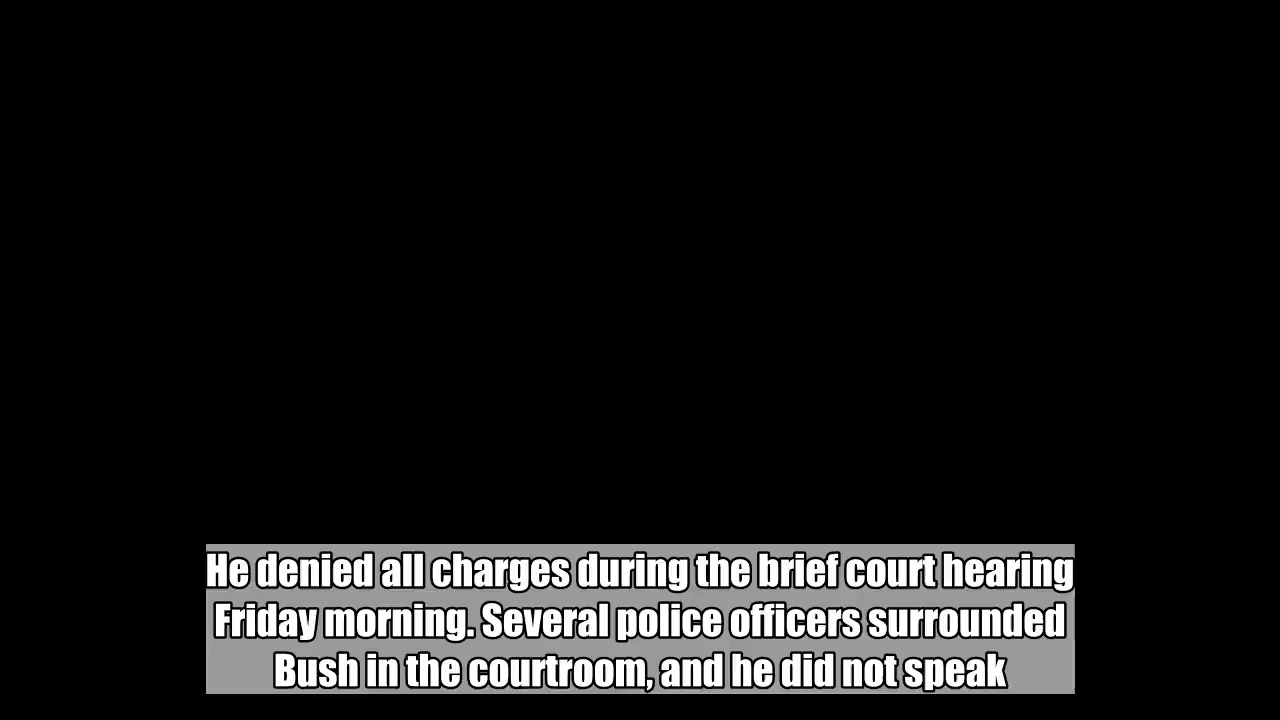 He denied all charges during the brief court hearing
Friday morning. Several police officers surrounded
Bush in the courtroom, and he did not speak